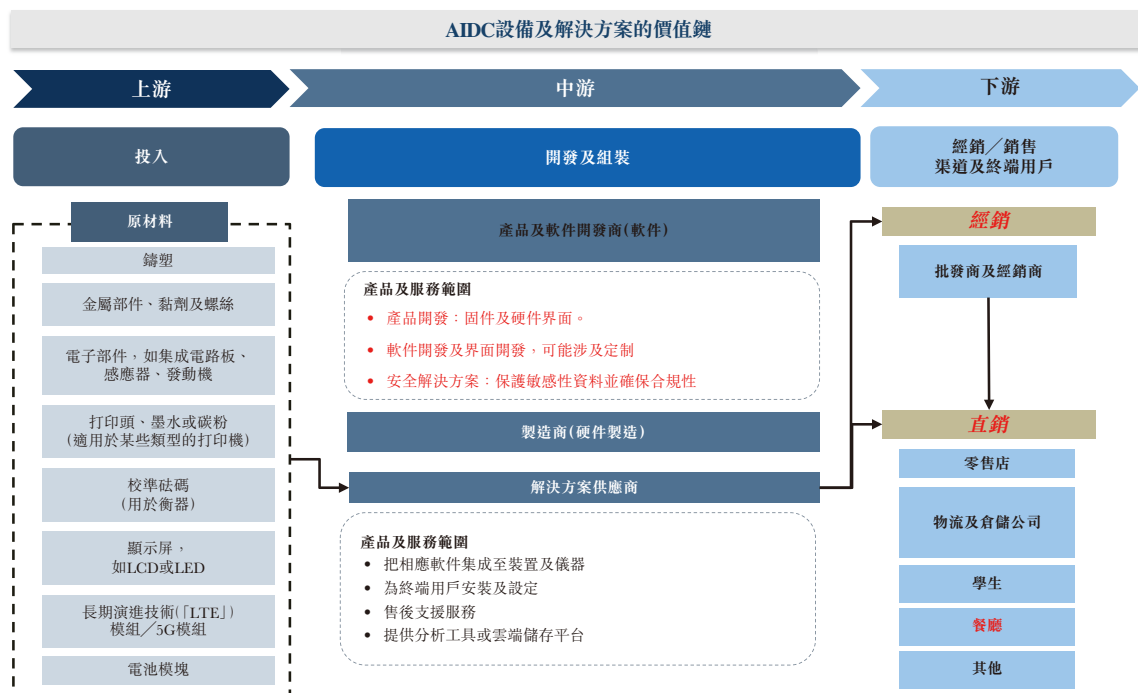 AIDC設備及解決方案的價值鏈
上游
中游
下游
投入
開發及組裝
經銷／銷售
渠道及終端用戶
原材料
鑄塑
金屬部件、黏劑及螺絲
電子部件，如集成電路板、
感應器、發動機
打印頭、墨水或碳粉
(適用於某些類型的打印機)
校準砝碼
(用於衡器)
顯示屏，
如LCD或LED
長期演進技術(「LTE」)
模組／5G模組
電池模塊
產品及軟件開發商(軟件)
產品及服務範圍
• 產品開發：固件及硬件界面。
• 軟件開發及界面開發，可能涉及定制
• 安全解決方案：保護敏感性資料並確保合規性
製造商(硬件製造)
解決方案供應商
產品及服務範圍
• 把相應軟件集成至裝置及儀器
• 為終端用戶安裝及設定
• 售後支援服務
• 提供分析工具或雲端儲存平台
經銷
批發商及經銷商
直銷
零售店
物流及倉儲公司
學生
餐廳
其他